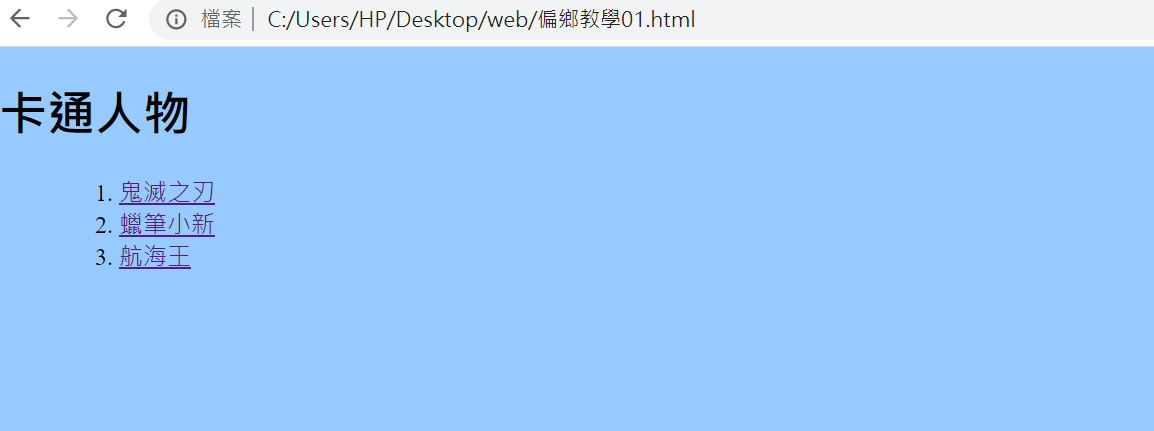 檔案 C:/Users/HP/Desktop/web/偏鄉教學01.html
卡通人物
1. 鬼滅之刃
2. 蠟筆小新
3. 航海王